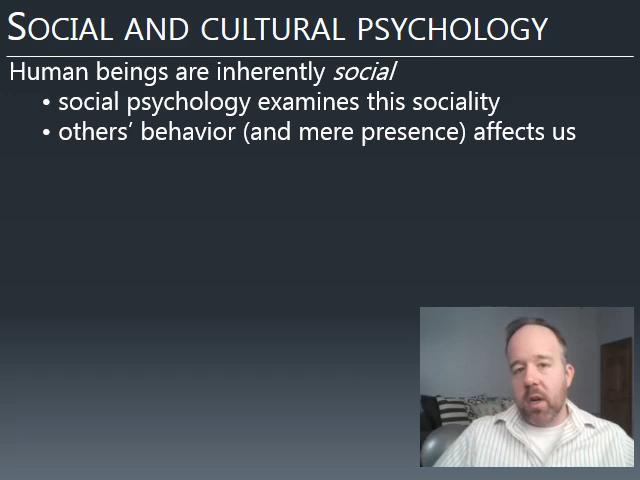 SOCIAL AND CULTURAL PSYCHOLOGY
Human beings are inherently social
• social psychology examines this sociality
• others’ behavior (and mere presence) affects us